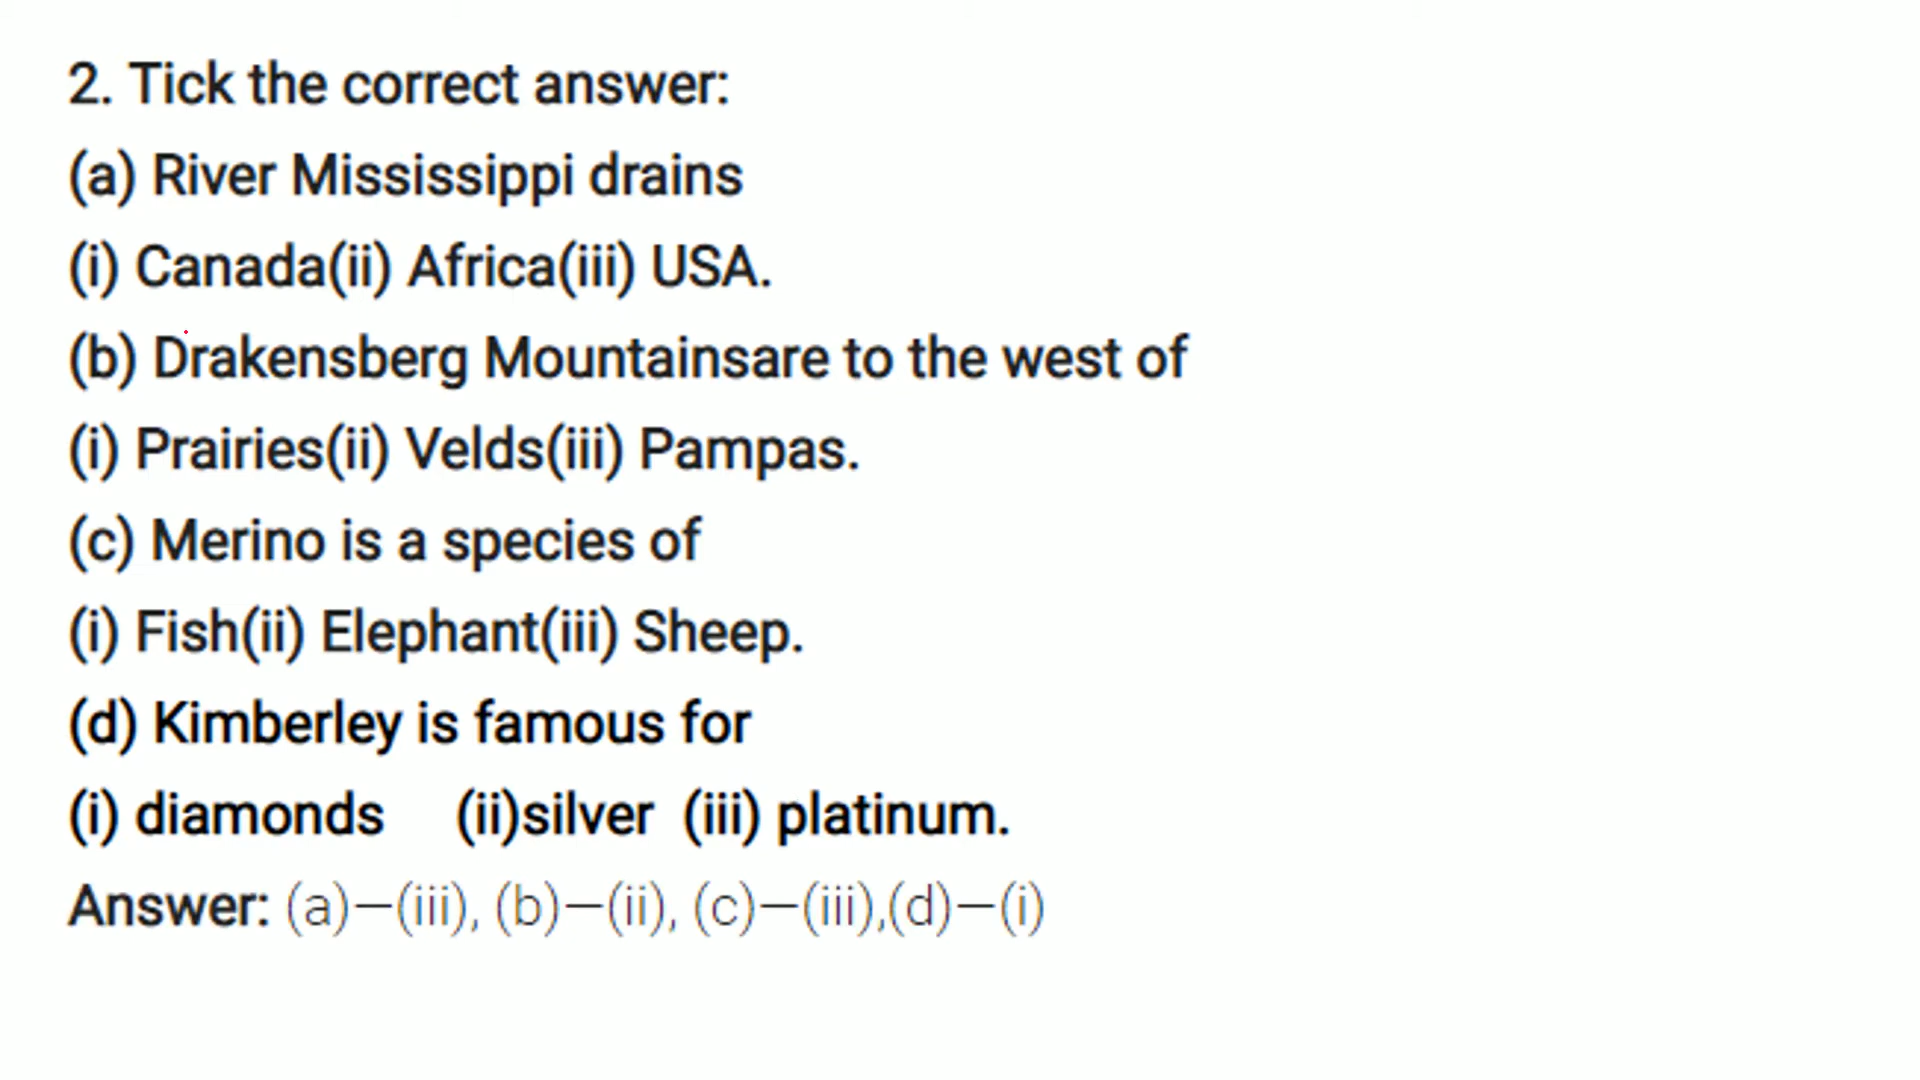 2. Tick the correct answer:
(a) River Mississippi drains
(i) Canada(ii) Africa(iii) USA.
(b) Drakensberg Mountainsare to the west of
(i) Prairies(ii) Velds(iii) Pampas.
(c) Merino is a species of
(i) Fish(ii) Elephant(iii) Sheep.
(d) Kimberley is famous for
(i) diamonds (ii)silver (iii) platinum.
Answer: (a)—(iii), (b)—(ii), (c)—(iii),(d)—(i)